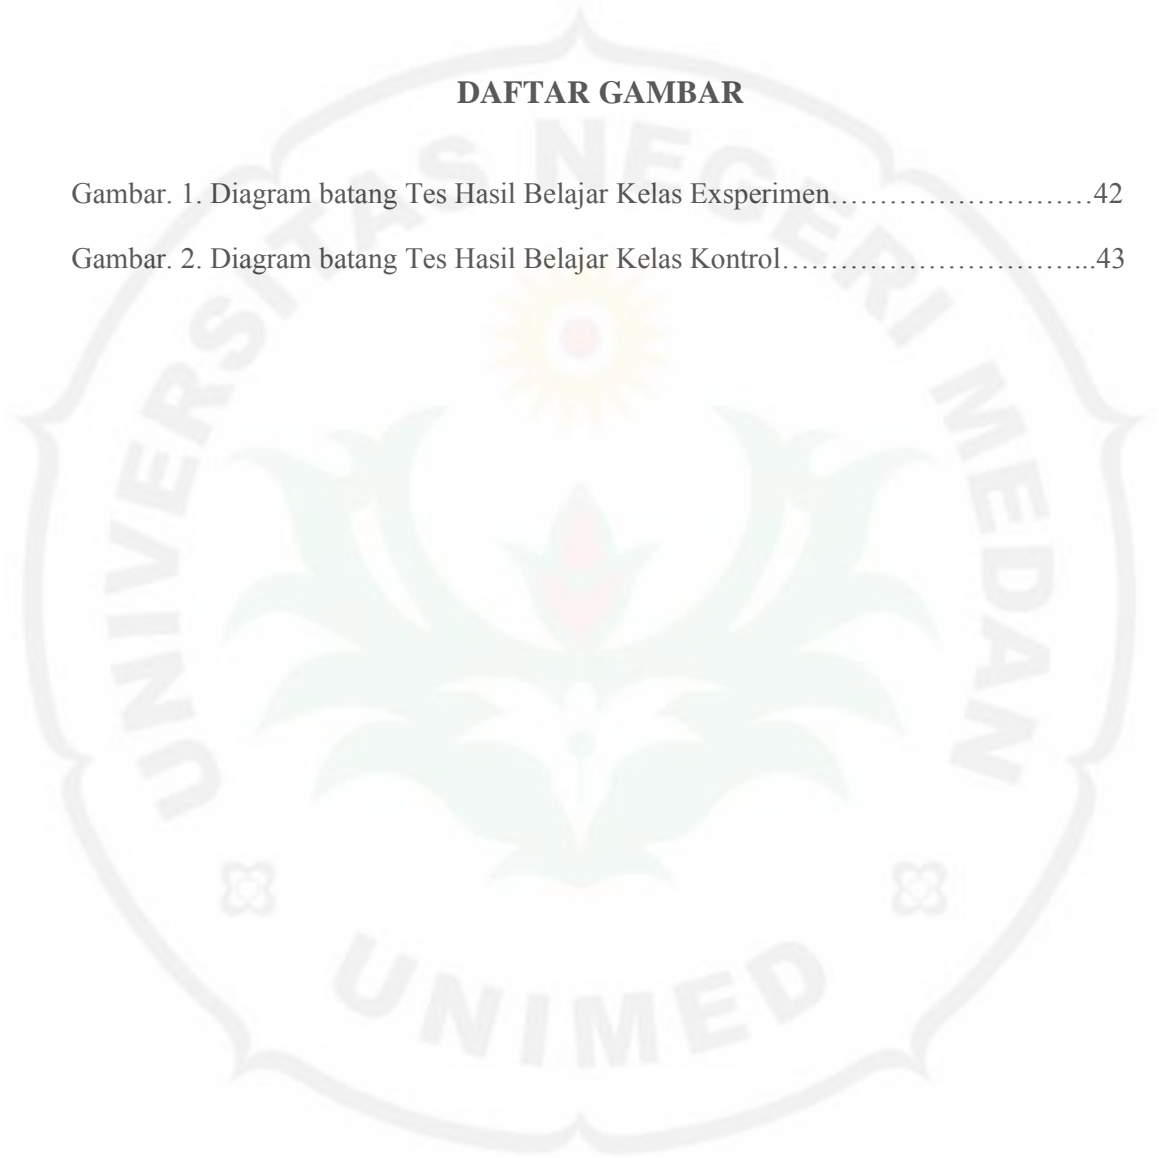 DAFTAR GAMBAR
Gambar. 1. Diagram batang Tes Hasil Belajar Kelas Exsperimen……………………….42
Gambar. 2. Diagram batang Tes Hasil Belajar Kelas Kontrol…………………………...43
UNIVERSITAS NEGERI MEDAN
UNIMED